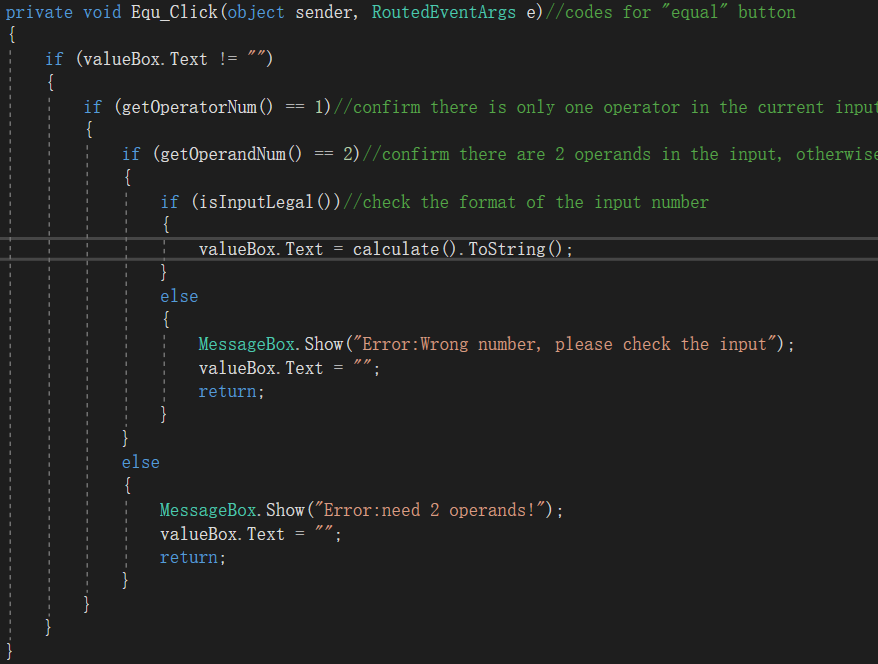 private void Equ_Click(object sender, RoutedEventArgs e)//codes for "equal" button
{
if (valueBox.Text != "")
{
if (getOperatorNum() == 1)//confirm there is only one operator in the current input
{
if (getOperandNum() == 2)//confirm there are 2 operands in the input, otherwise
{
if (isInputLegal())//check the format of the input number
{
valueBox.Text = calculate().ToString();
}
else
{
MessageBox.Show("Error:Wrong number, please check the input");
valueBox.Text = "";
return;
}
}
else
{
MessageBox.Show("Error:need 2 operands!");
valueBox.Text = "";
return;
}
}
}
}